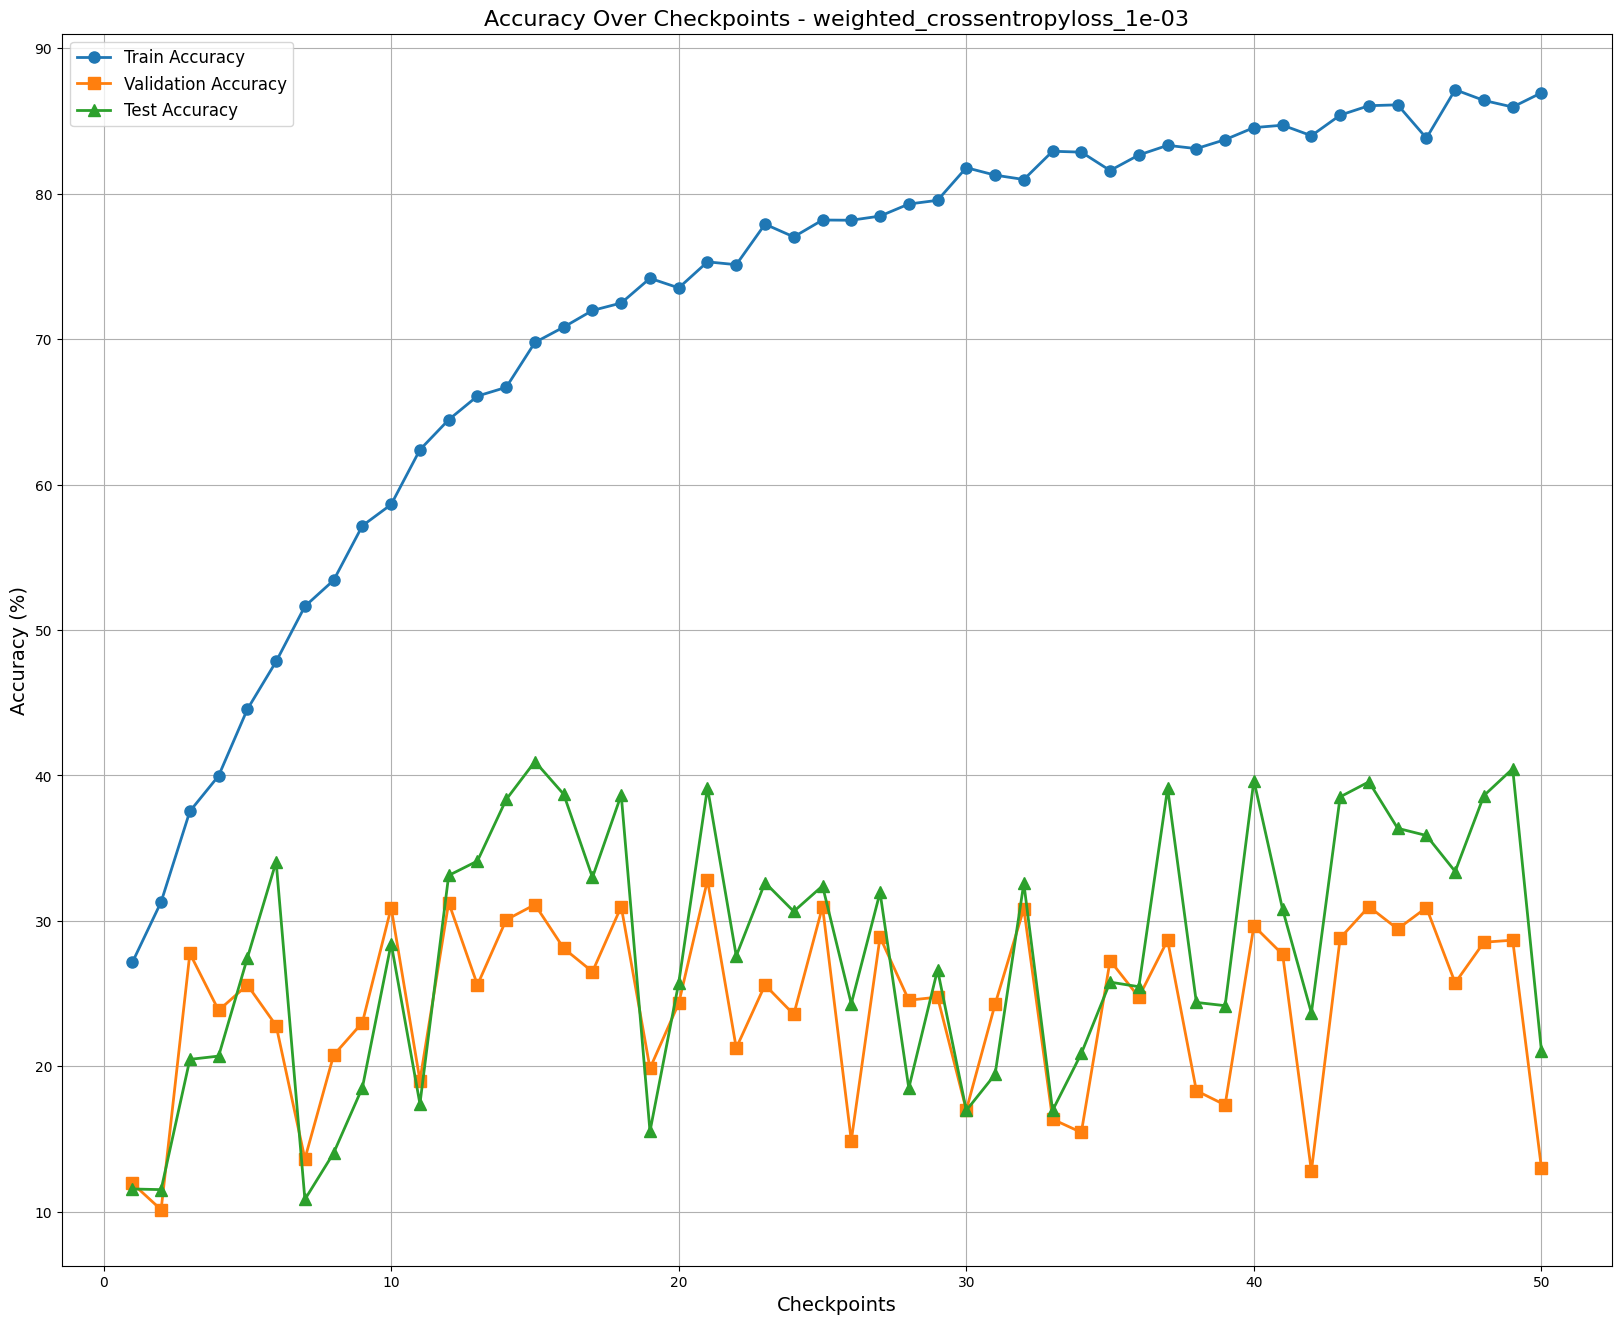 Accuracy Over Checkpoints - weighted_crossentropyloss_1e-03
Train Accuracy
Validation Accuracy
Test Accuracy
Accuracy (%)
90
80
70
60
50
40
30
20
10
0 10 20 30 40 50
Checkpoints